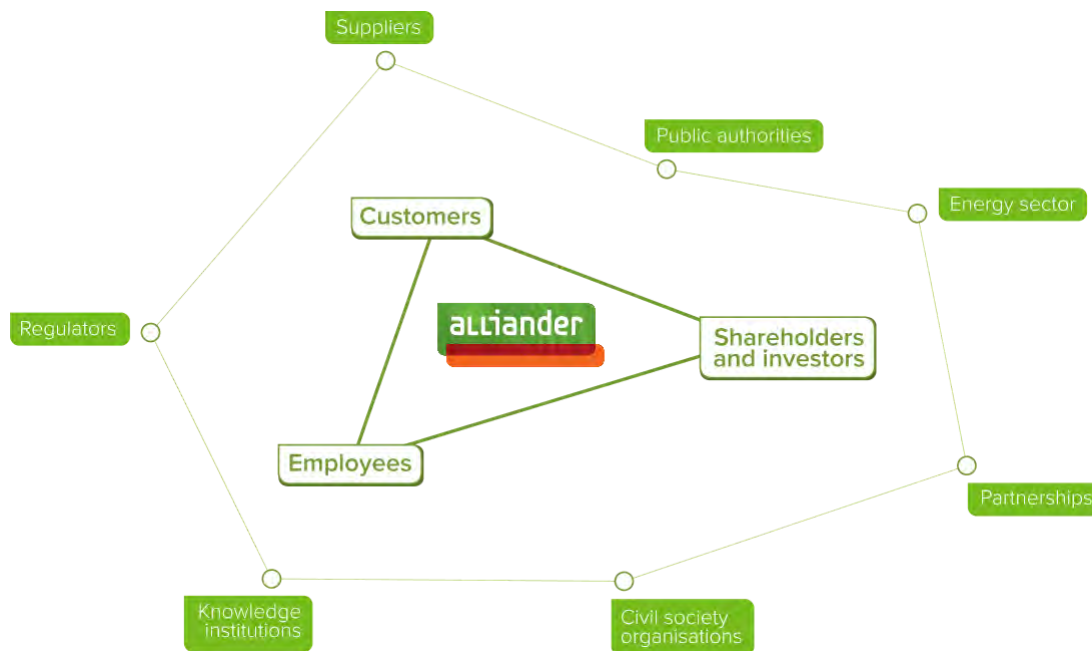 Suppliers
Public authorities
Energy sector
Customers
alliander
Regulators
Shareholders
and investors
Employees
Partnerships
Knowledge
institutions
Civil society
organisations